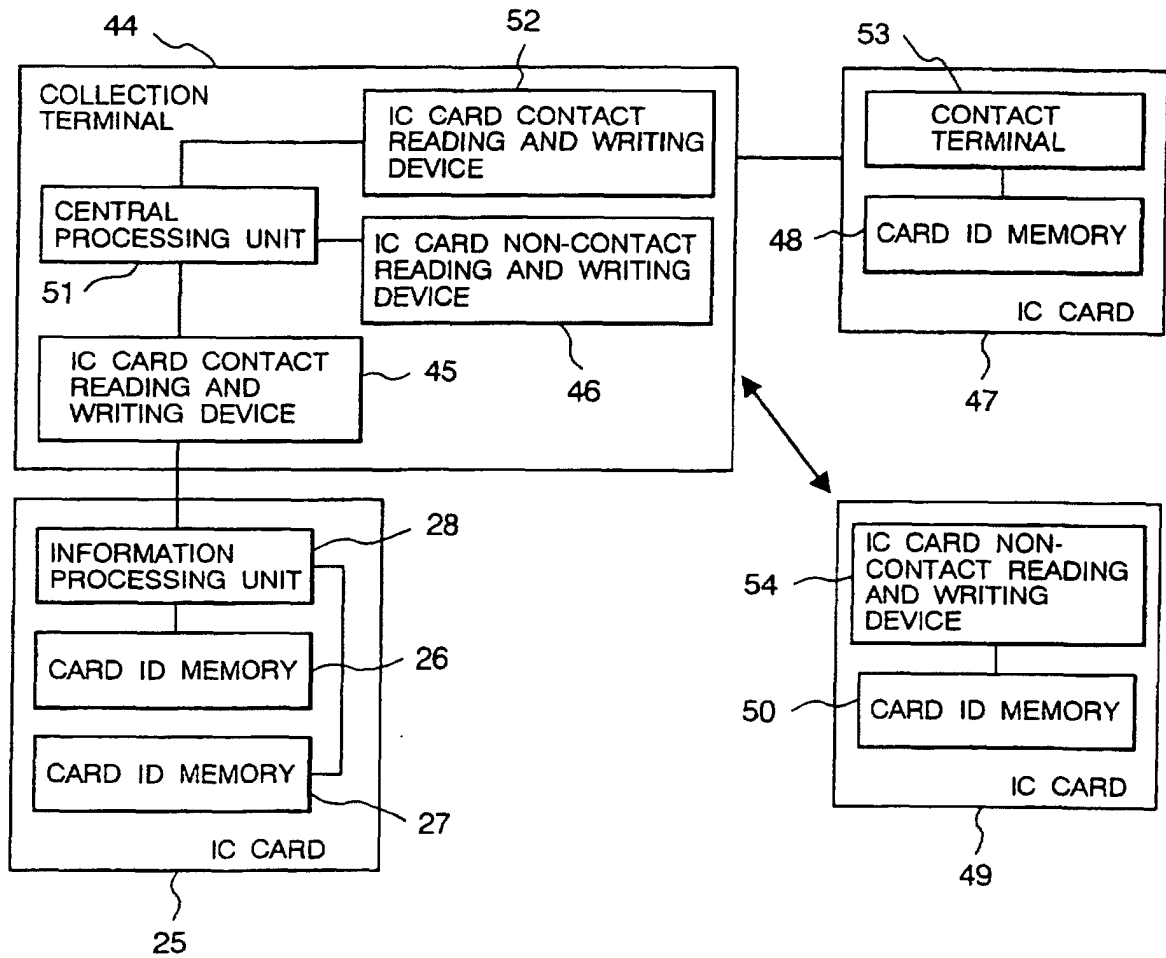 44
52
53
COLLECTION
TERMINAL
IC CARD CONTACT
READING AND WRITING
DEVICE
CONTACT
TERMINAL
CENTRAL
PROCESSING UNIT
IC CARD NON-CONTACT
READING AND WRITING
DEVICE
48
CARD ID MEMORY
51
IC CARD
IC CARD CONTACT
READING AND
WRITING DEVICE
45
46
47
28
INFORMATION
PROCESSING UNIT
IC CARD NON-
CONTACT READING
AND WRITING
DEVICE
54
CARD ID MEMORY
26
50
CARD ID MEMORY
CARD ID MEMORY
27
IC CARD
IC CARD
49
25